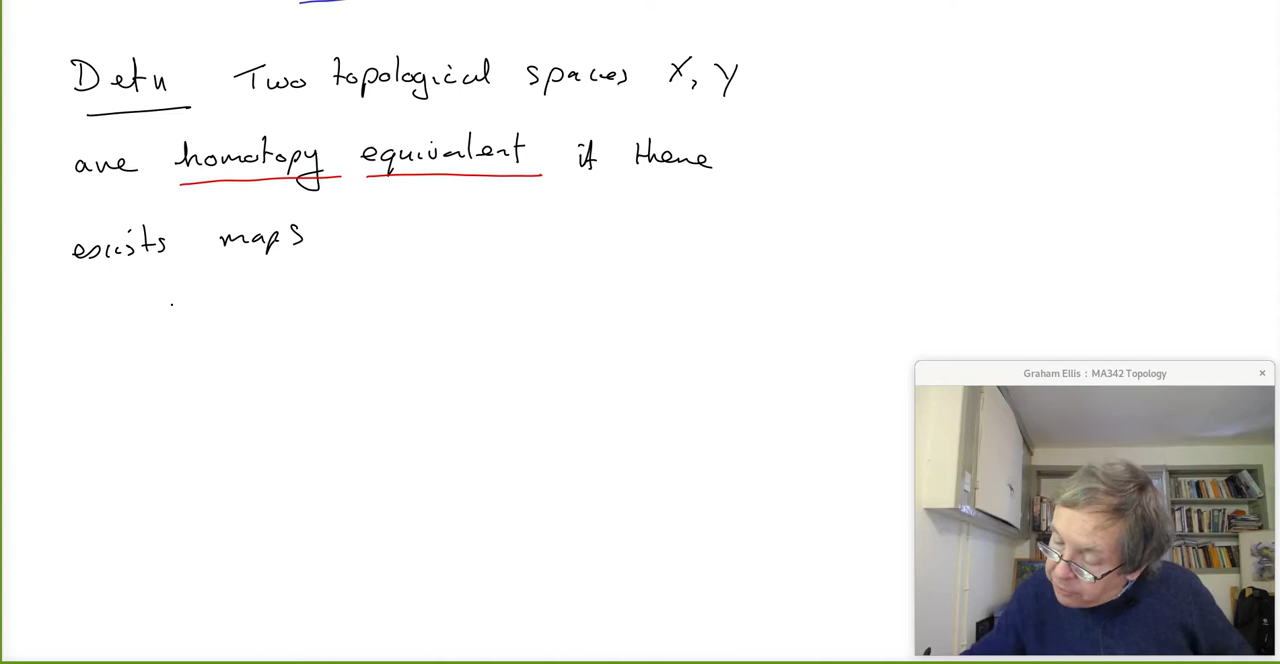 Defn Two topological spaces X, Y
are homotopy equivalent if there
exists maps
Graham Ellis : MA342 Topology ×